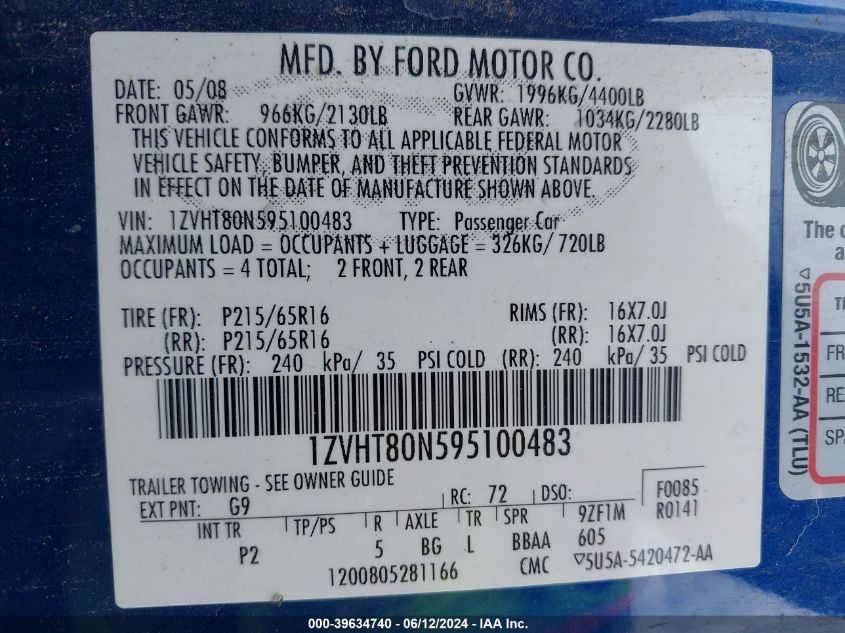 MFD. BY FORD MOTOR CO.
DATE: 05/08 GVWR: 1996KG/4400LB
FRONT GAWR: 966KG/2130LB REAR GAWR: 1034KG/2280LB
THIS VEHICLE CONFORMS TO ALL APPLICABLE FEDERAL MOTOR
VEHICLE SAFETY, BUMPER, AND THEFT PREVENTION STANDARDS
IN EFFECT ON THE DATE OF MANUFACTURE SHOWN ABOVE.
VIN: 1ZVHT80N595100483 TYPE: Passenger Car
MAXIMUM LOAD = OCCUPANTS + LUGGAGE = 326KG/720LB
OCCUPANTS = 4 TOTAL; 2 FRONT, 2 REAR
TIRE (FR): P215/65R16 RIMS (FR): 16X7.0J
(RR): P215/65R16 (RR): 16X7.0J
PRESSURE (FR): 240 kPa/ 35 PSI COLD (RR): 240 kPa/ 35 PSI COLD
1ZVHT80N595100483
TRAILER TOWING - SEE OWNER GUIDE
EXT PNT: G9 RC: 72 DSO: F0085
INT TR TP/PS R AXLE TR SPR 9ZF1M R0141
P2 5 BG L BBAA 605
1200805281166 CMC ▽5U5A-5420472-AA
The c
a
▽5U5A-1532-AA (TLU)
TI
FR
RE
SPA
000-39634740 - 06/12/2024 - IAA Inc.